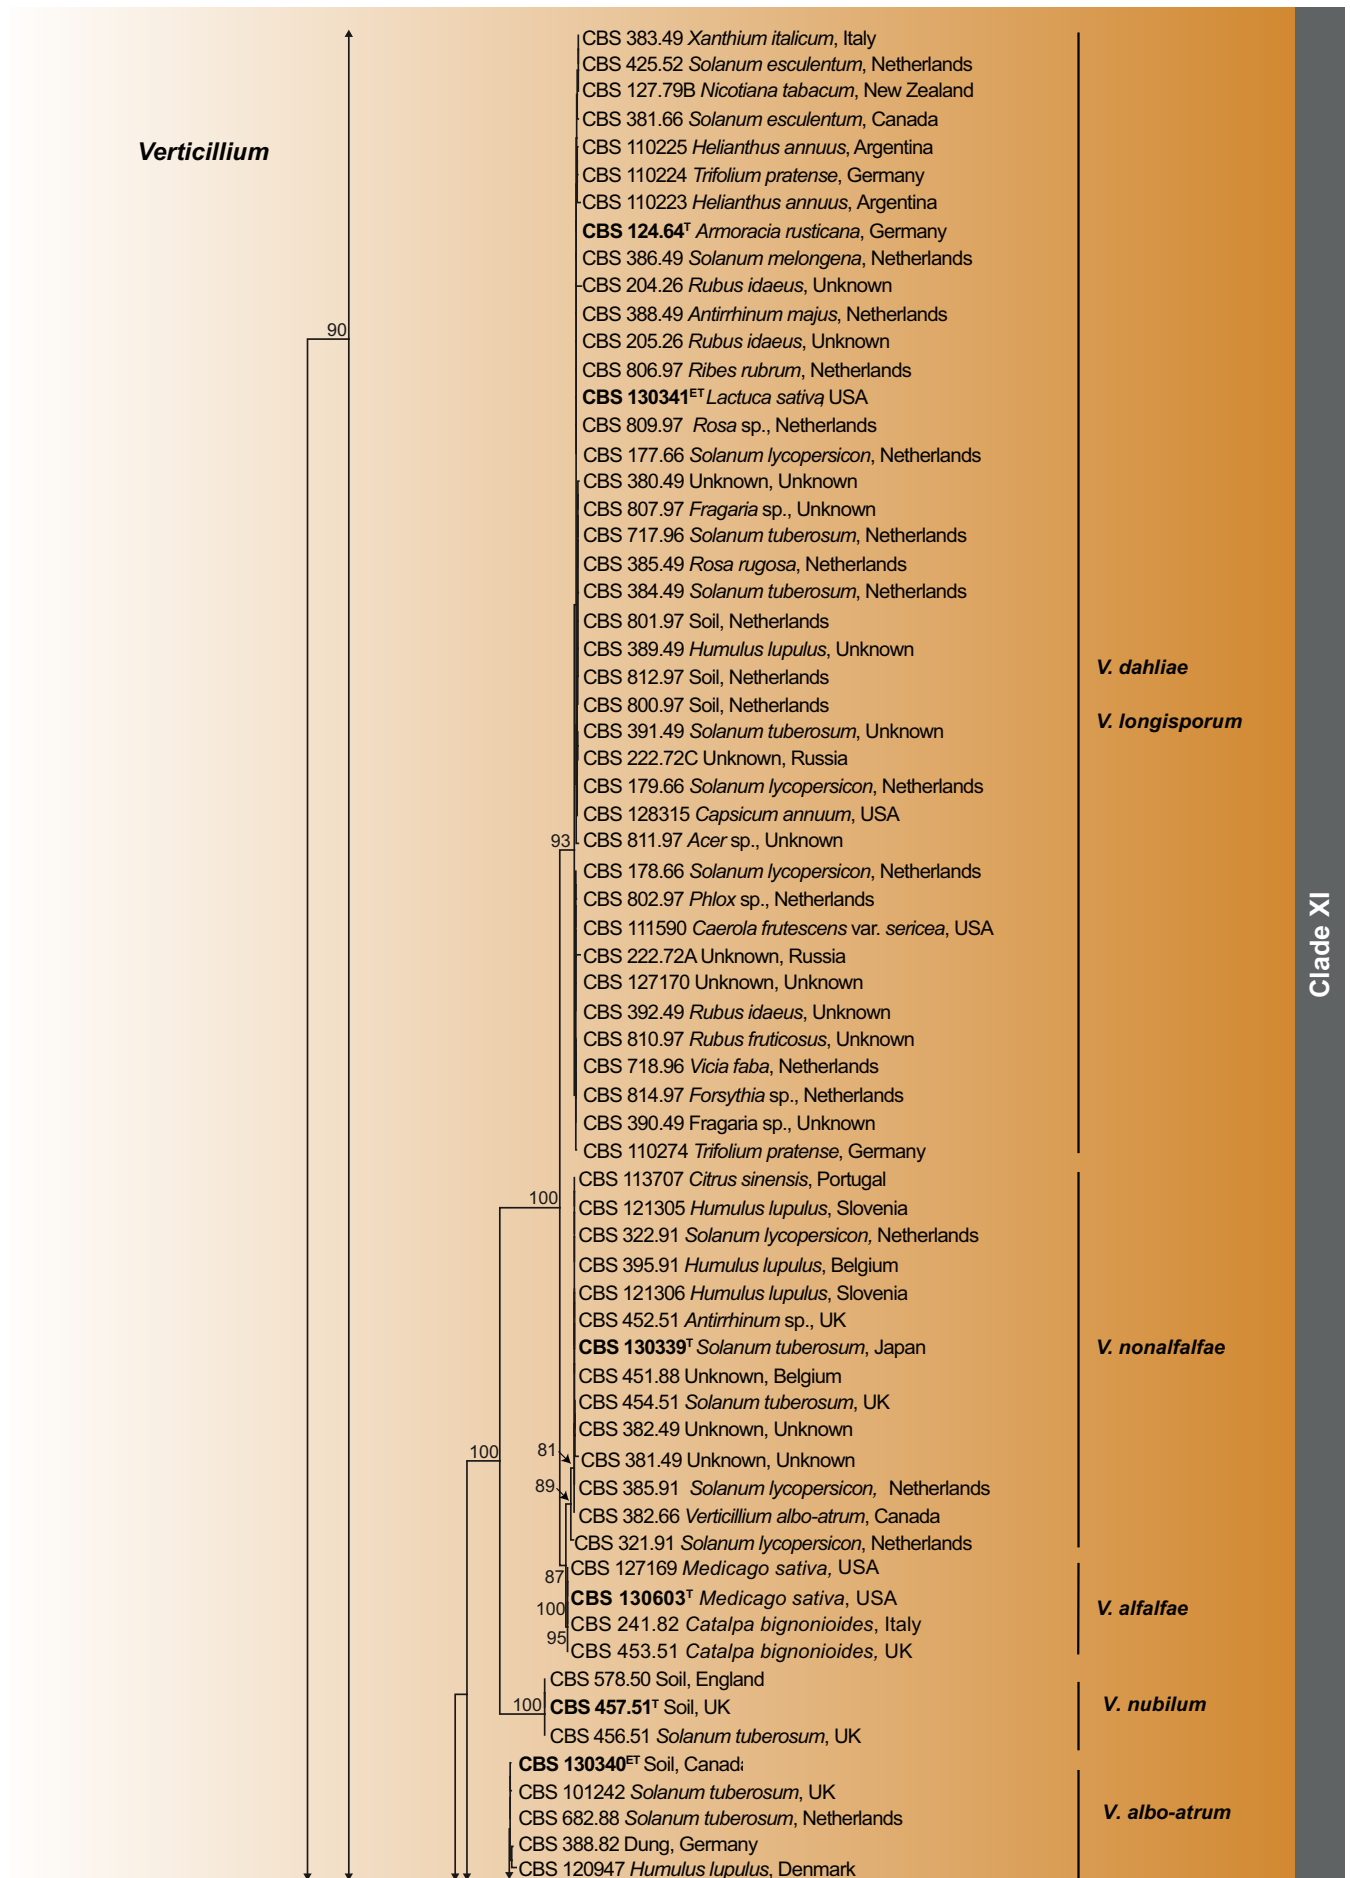 CBS 383.49 Xanthium italicum, Italy
CBS 425.52 Solanum esculentum, Netherlands
CBS 127.79B Nicotiana tabacum, New Zealand
CBS 381.66 Solanum esculentum, Canada
CBS 110225 Helianthus annuus, Argentina
Verticillium
CBS 110224 Trifolium pratense, Germany
CBS 110223 Helianthus annuus, Argentina
CBS 124.64T Armoracia rusticana, Germany
CBS 386.49 Solanum melongena, Netherlands
CBS 204.26 Rubus idaeus, Unknown
CBS 388.49 Antirrhinum majus, Netherlands
90
CBS 205.26 Rubus idaeus, Unknown
CBS 806.97 Ribes rubrum, Netherlands
CBS 130341ET Lactuca sativa, USA
CBS 809.97 Rosa sp., Netherlands
CBS 177.66 Solanum lycopersicon, Netherlands
CBS 380.49 Unknown, Unknown
CBS 807.97 Fragaria sp., Unknown
CBS 717.96 Solanum tuberosum, Netherlands
CBS 385.49 Rosa rugosa, Netherlands
CBS 384.49 Solanum tuberosum, Netherlands
CBS 801.97 Soil, Netherlands
CBS 389.49 Humulus lupulus, Unknown
V. dahliae
CBS 812.97 Soil, Netherlands
CBS 800.97 Soil, Netherlands
V. longisporum
CBS 391.49 Solanum tuberosum, Unknown
CBS 222.72C Unknown, Russia
CBS 179.66 Solanum lycopersicon, Netherlands
CBS 128315 Capsicum annuum, USA
93
CBS 811.97 Acer sp., Unknown
CBS 178.66 Solanum lycopersicon, Netherlands
CBS 802.97 Phlox sp., Netherlands
CBS 111590 Caerola frutescens var. sericea, USA
Clade XI
CBS 222.72A Unknown, Russia
CBS 127170 Unknown, Unknown
CBS 392.49 Rubus idaeus, Unknown
CBS 810.97 Rubus fruticosus, Unknown
CBS 718.96 Vicia faba, Netherlands
CBS 814.97 Forsythia sp., Netherlands
CBS 390.49 Fragaria sp., Unknown
CBS 110274 Trifolium pratense, Germany
CBS 113707 Citrus sinensis, Portugal
100
CBS 121305 Humulus lupulus, Slovenia
CBS 322.91 Solanum lycopersicon, Netherlands
CBS 395.91 Humulus lupulus, Belgium
CBS 121306 Humulus lupulus, Slovenia
CBS 452.51 Antirrhinum sp., UK
CBS 130339T Solanum tuberosum, Japan
V. nonalfalfae
CBS 451.88 Unknown, Belgium
CBS 454.51 Solanum tuberosum, UK
CBS 382.49 Unknown, Unknown
100
81
CBS 381.49 Unknown, Unknown
89
CBS 385.91 Solanum lycopersicon, Netherlands
CBS 382.66 Verticillium albo-atrum, Canada
CBS 321.91 Solanum lycopersicon, Netherlands
CBS 127169 Medicago sativa, USA
87
CBS 130603T Medicago sativa, USA
100
V. alfalfae
CBS 241.82 Catalpa bignonioides, Italy
95
CBS 453.51 Catalpa bignonioides, UK
CBS 578.50 Soil, England
100
CBS 457.51T Soil, UK
V. nubilum
CBS 456.51 Solanum tuberosum, UK
CBS 130340ET Soil, Canada
CBS 101242 Solanum tuberosum, UK
V. albo-atrum
CBS 682.88 Solanum tuberosum, Netherlands
CBS 388.82 Dung, Germany
CBS 120947 Humulus lupulus, Denmark